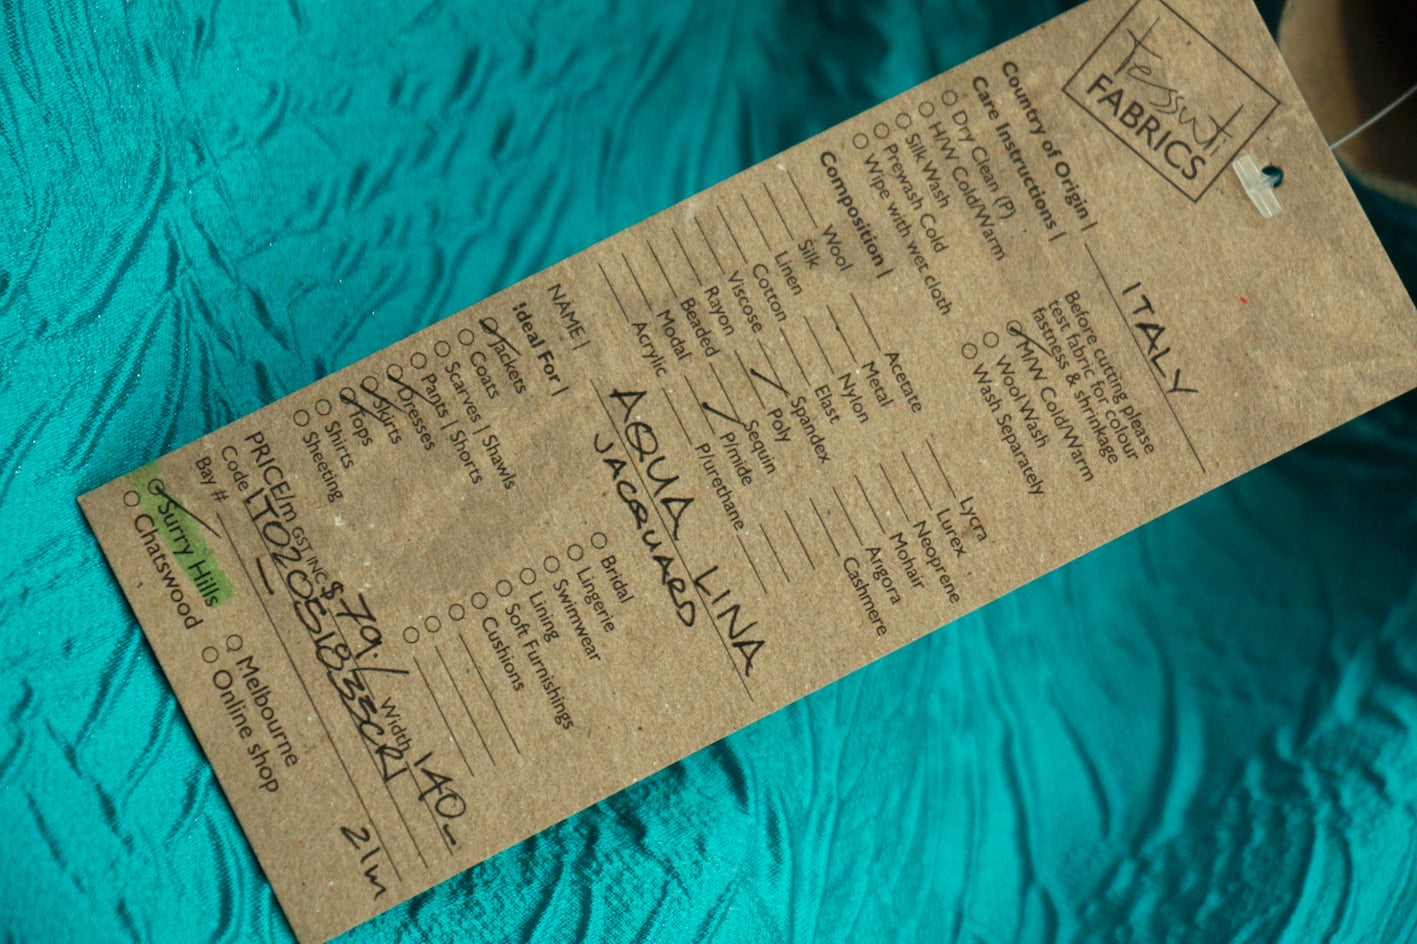 tessuti
FABRICS
Country of Origin | ITALY
Care Instructions |
Dry Clean (P)
H/W Cold/Warm
Silk Wash
Prewash Cold
Wipe with wet cloth
Before cutting please
test fabric for colour
fastness & shrinkage
M/W Cold/Warm
Wool Wash
Wash Separately
Composition |
Wool
Silk
Linen
Cotton
Viscose
Rayon
Beaded
Modal
Acrylic
Acetate
Metal
Nylon
Elast
Spandex
Poly
Sequin
P/mide
P/urethane
Lycra
Lurex
Neoprene
Mohair
Angora
Cashmere
NAME | AQUA LINA
JACQUARD
Ideal For |
Jackets
Coats
Scarves | Shawls
Pants | Shorts
Dresses
Skirts
Tops
Shirts
Sheeting
Bridal
Lingerie
Swimwear
Lining
Soft Furnishings
Cushions
PRICE/m GST INC $79./ Width 140
Code
Bay #: 21m
Surry Hills
Chatswood
Melbourne
Online shop